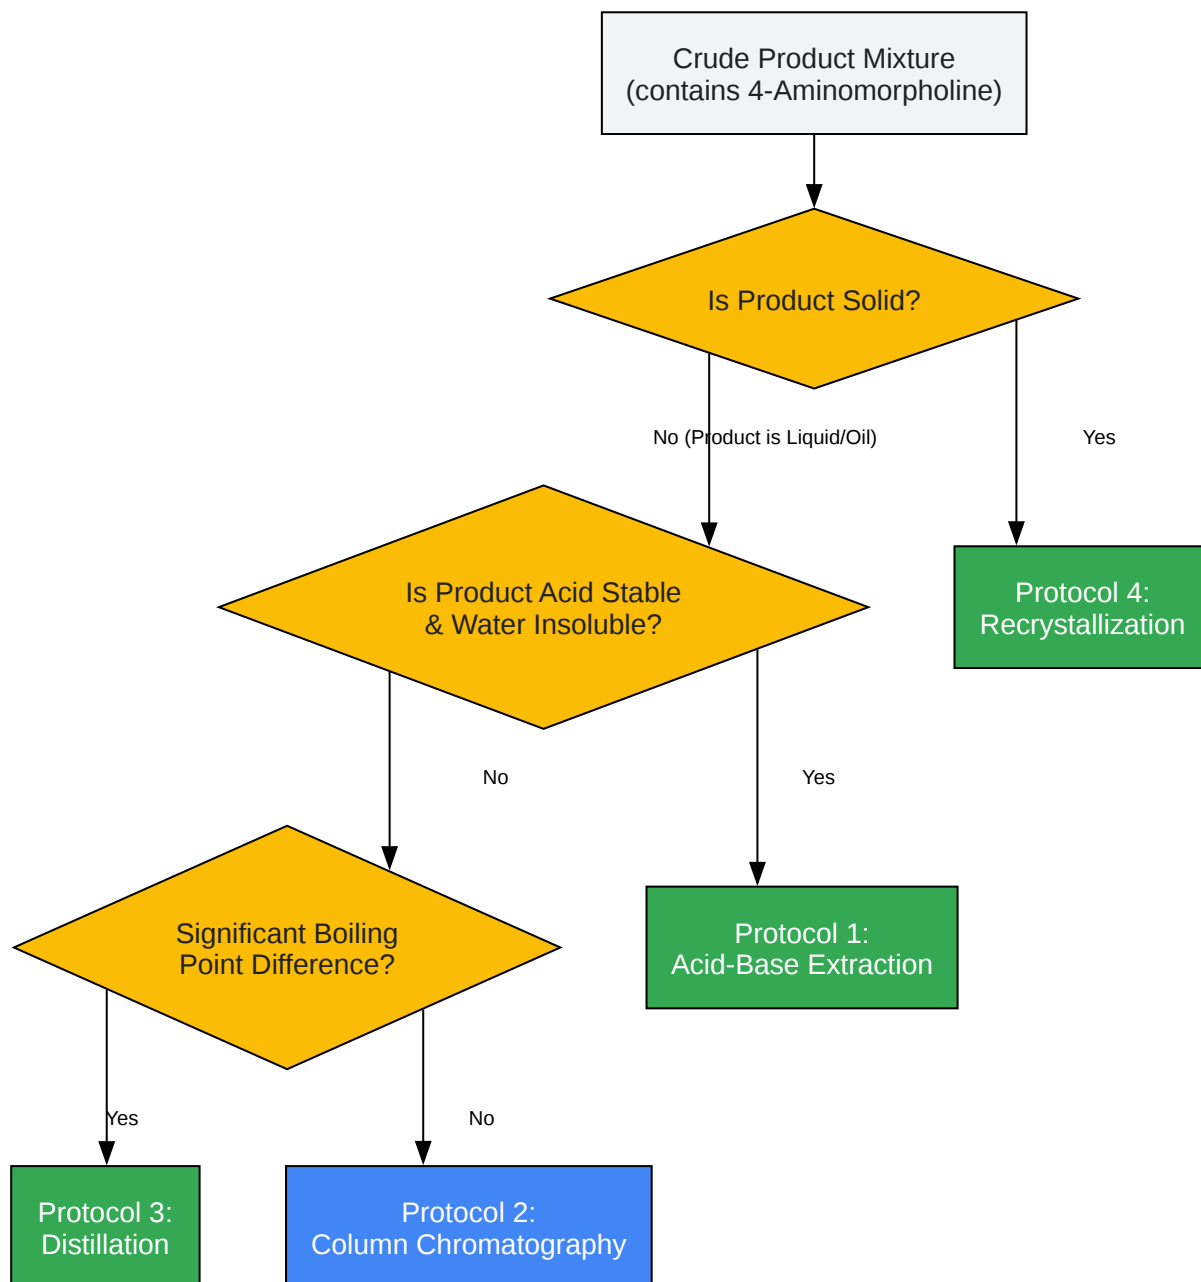 Crude Product Mixture
(contains 4-Aminomorpholine)
Is Product Solid?
No (Product is Liquid/Oil)
Yes
Is Product Acid Stable
& Water Insoluble?
Protocol 4:
Recrystallization
No
Yes
Significant Boiling
Point Difference?
Protocol 1:
Acid-Base Extraction
Yes
No
Protocol 3:
Distillation
Protocol 2:
Column Chromatography